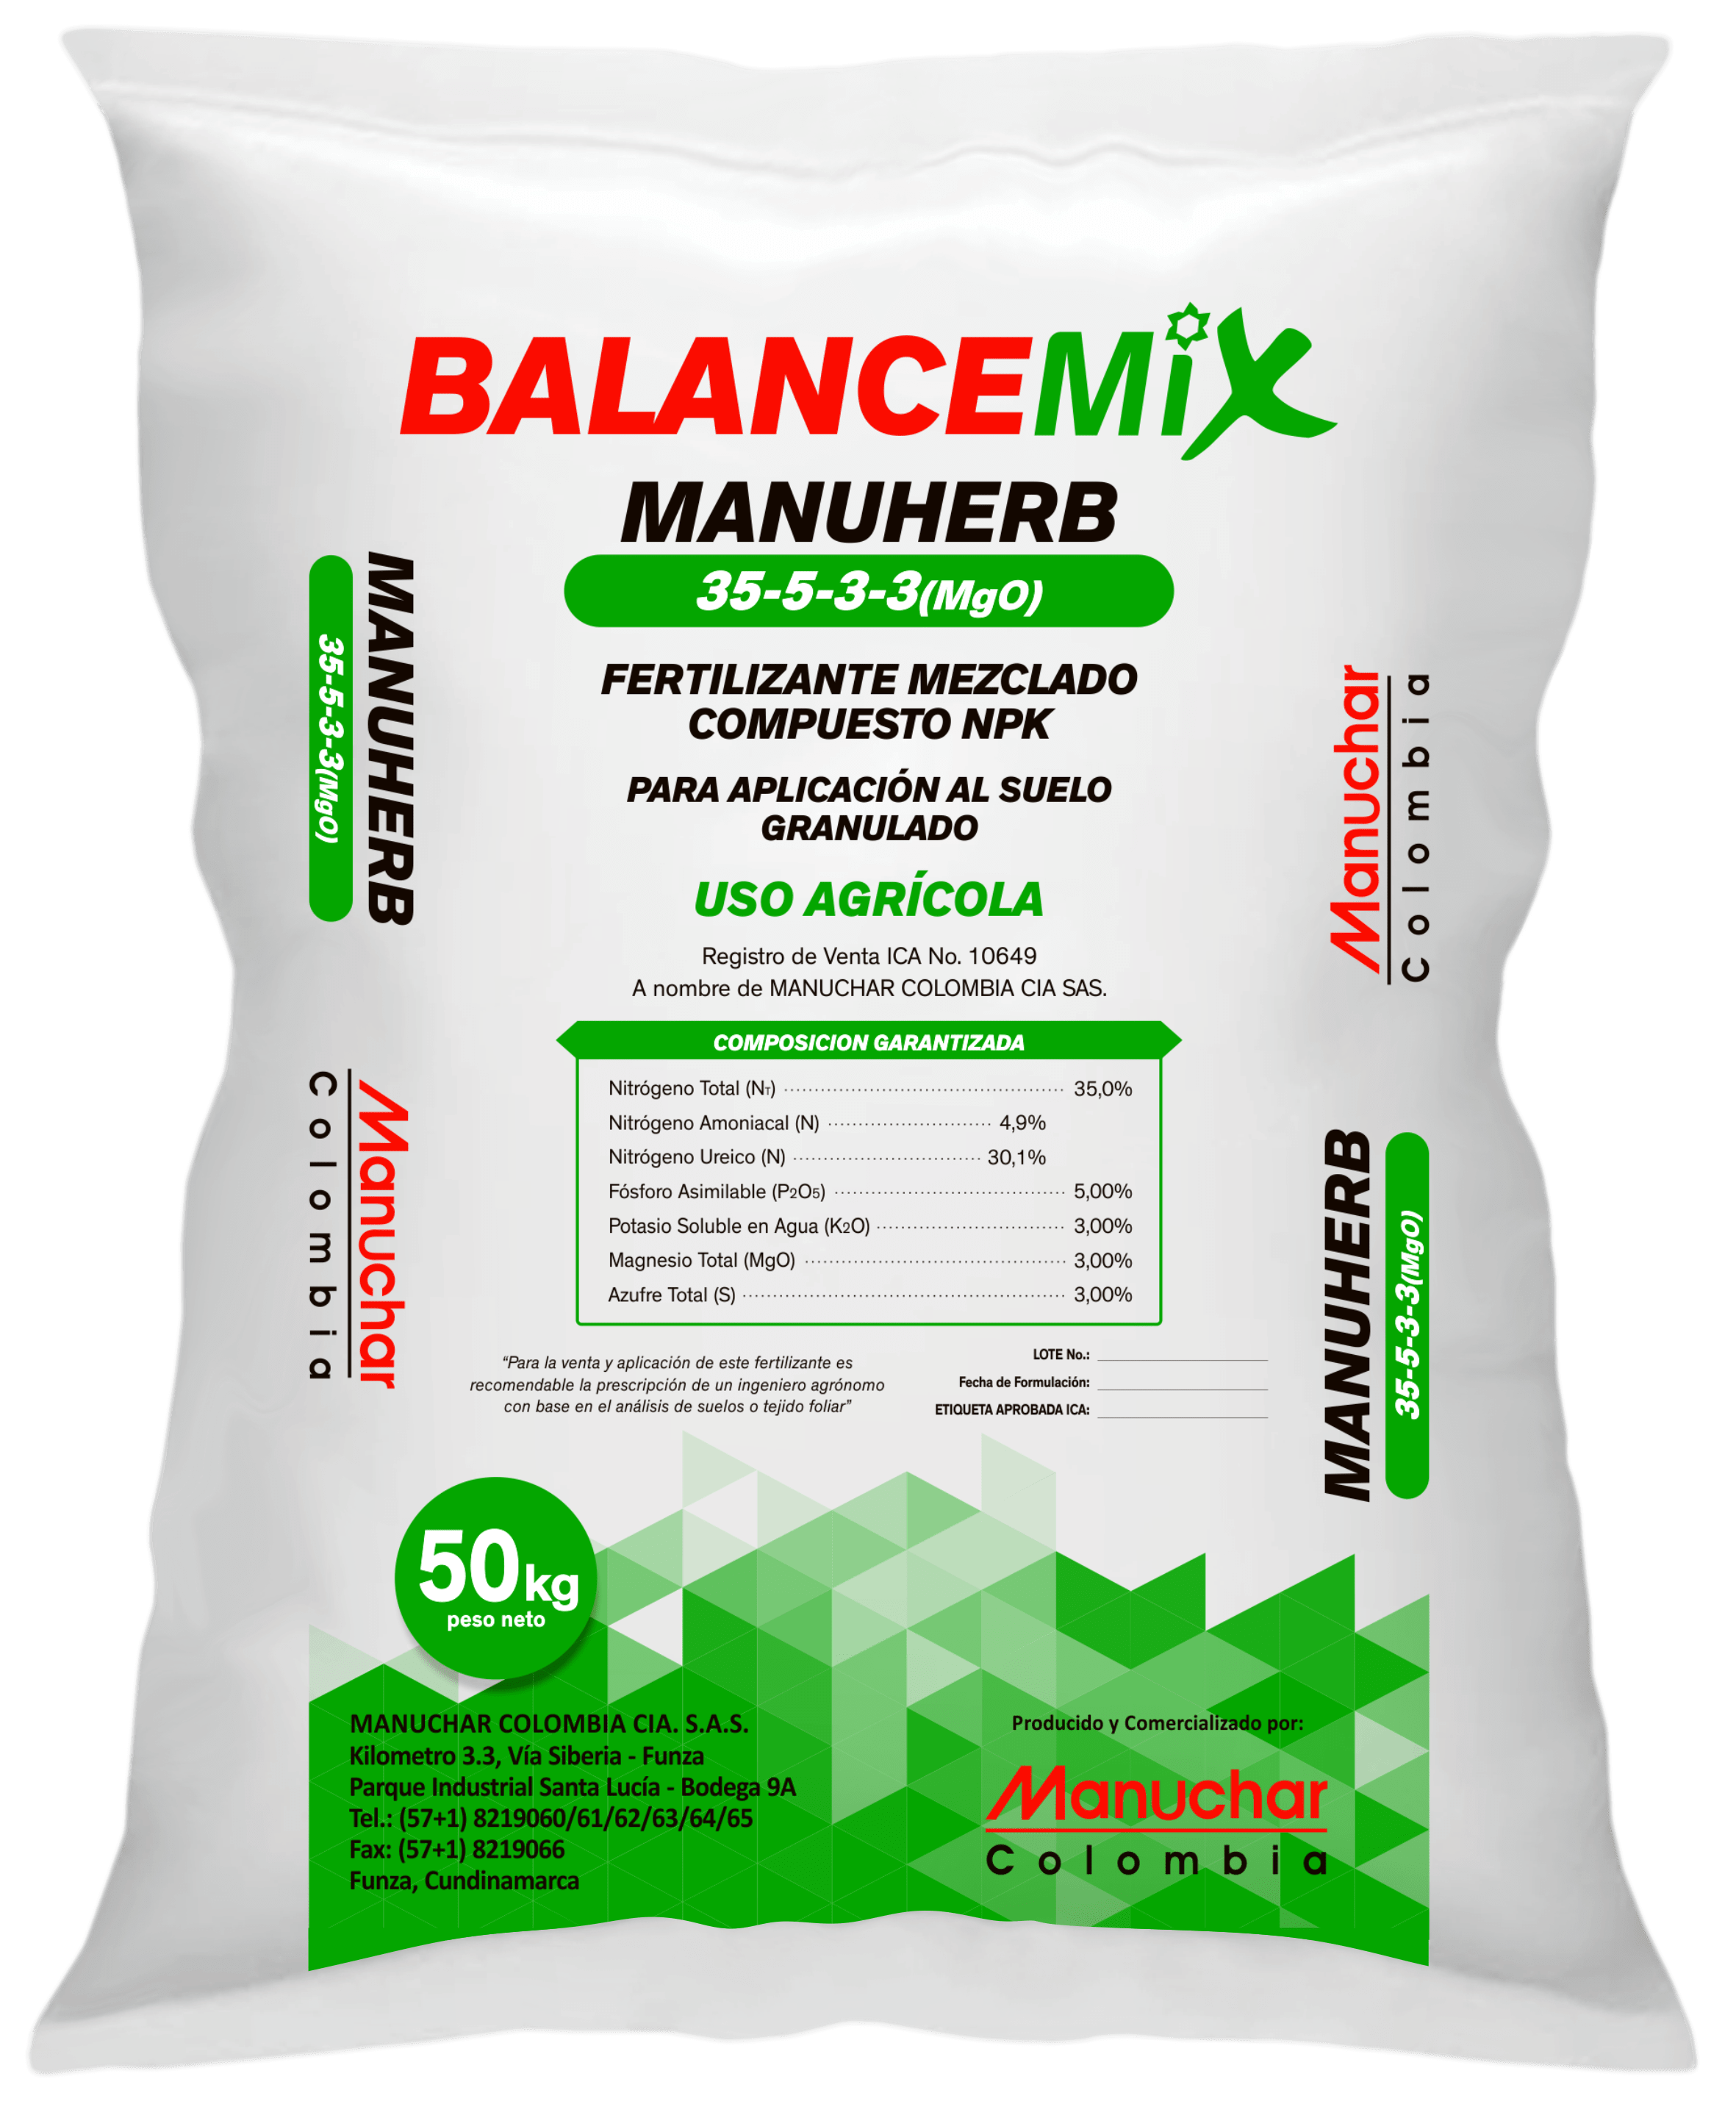 BALANCEMiX
MANUHERB
35-5-3-3(MgO)
FERTILIZANTE MEZCLADO
COMPUESTO NPK
PARA APLICACIÓN AL SUELO
GRANULADO
USO AGRÍCOLA
Registro de Venta ICA No. 10649
A nombre de MANUCHAR COLOMBIA CIA SAS.
COMPOSICION GARANTIZADA
Nitrógeno Total (NT) 35,0%
Nitrógeno Amoniacal (N) 4,9%
Nitrógeno Ureico (N) 30,1%
Fósforo Asimilable (P2O5) 5,00%
Potasio Soluble en Agua (K2O) 3,00%
Magnesio Total (MgO) 3,00%
Azufre Total (S) 3,00%
“Para la venta y aplicación de este fertilizante es
recomendable la prescripción de un ingeniero agrónomo
con base en el análisis de suelos o tejido foliar”
LOTE No.:
Fecha de Formulación:
ETIQUETA APROBADA ICA:
MANUHERB
35-5-3-3(MgO)
Manuchar
Colombia
Manuchar
Colombia
MANUHERB
35-5-3-3(MgO)
50kg
peso neto
MANUCHAR COLOMBIA CIA. S.A.S.
Kilometro 3.3, Vía Siberia - Funza
Parque Industrial Santa Lucía - Bodega 9A
Tel.: (57+1) 8219060/61/62/63/64/65
Fax: (57+1) 8219066
Funza, Cundinamarca
Producido y Comercializado por:
Manuchar
Colombia